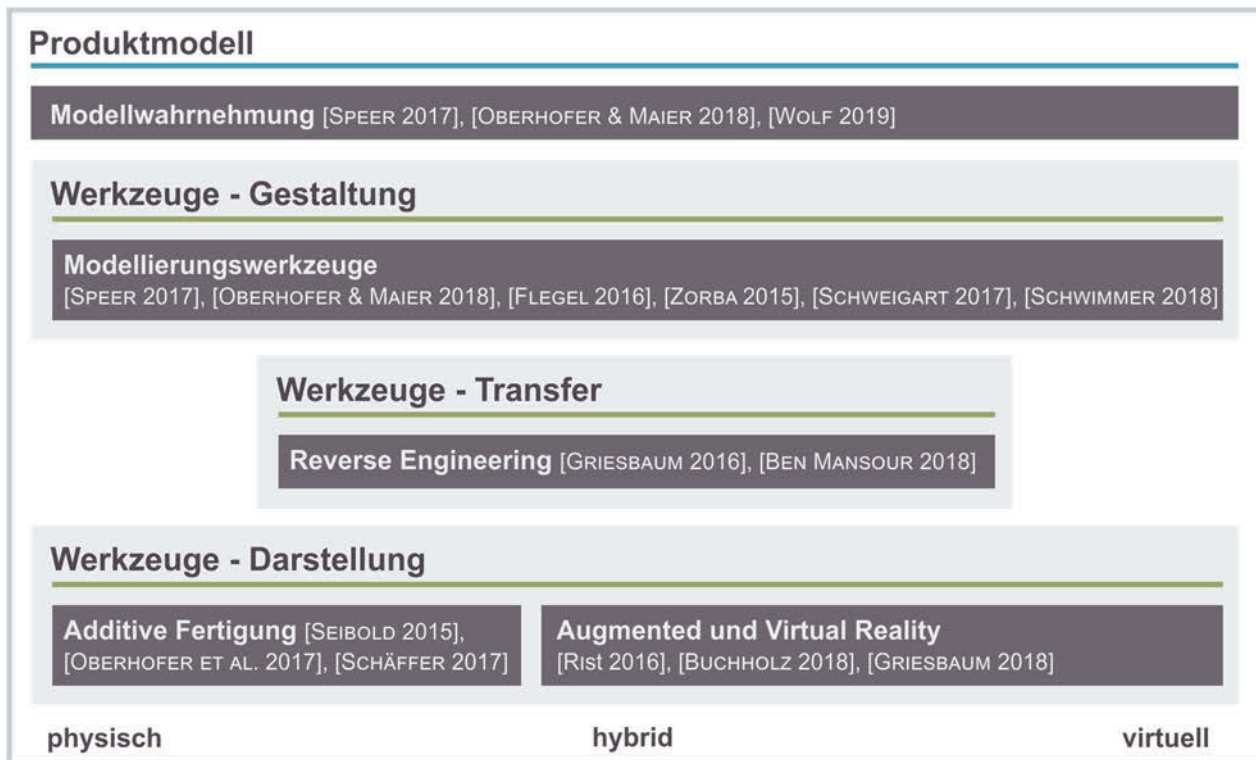 Produktmodell
Modellwahrnehmung [SPEER 2017], [OBERHOFER & MAIER 2018], [WOLF 2019]
Werkzeuge - Gestaltung
Modellierungswerkzeuge
[SPEER 2017], [OBERHOFER & MAIER 2018], [FLEGEL 2016], [ZORBA 2015], [SCHWEIGART 2017], [SCHWIMMER 2018]
Werkzeuge - Transfer
Reverse Engineering [GRIESBAUM 2016], [BEN MANSOUR 2018]
Werkzeuge - Darstellung
Additive Fertigung [SEIBOLD 2015],
[OBERHOFER ET AL. 2017], [SCHÄFFER 2017]
Augmented und Virtual Reality
[RIST 2016], [BUCHHOLZ 2018], [GRIESBAUM 2018]
physisch hybrid virtuell